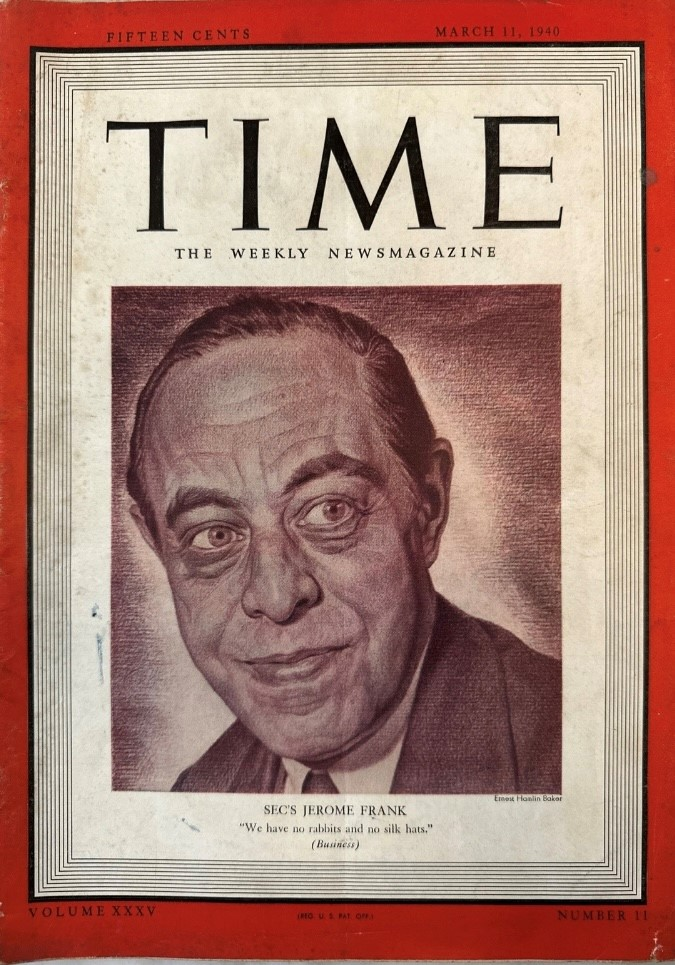 FIFTEEN CENTS MARCH 11, 1940
TIME
THE WEEKLY NEWSMAGAZINE
Ernest Hamlin Baker
SEC'S JEROME FRANK
"We have no rabbits and no silk hats."
(Business)
VOLUME XXXV (REG. U. S. PAT. OFF.) NUMBER 11